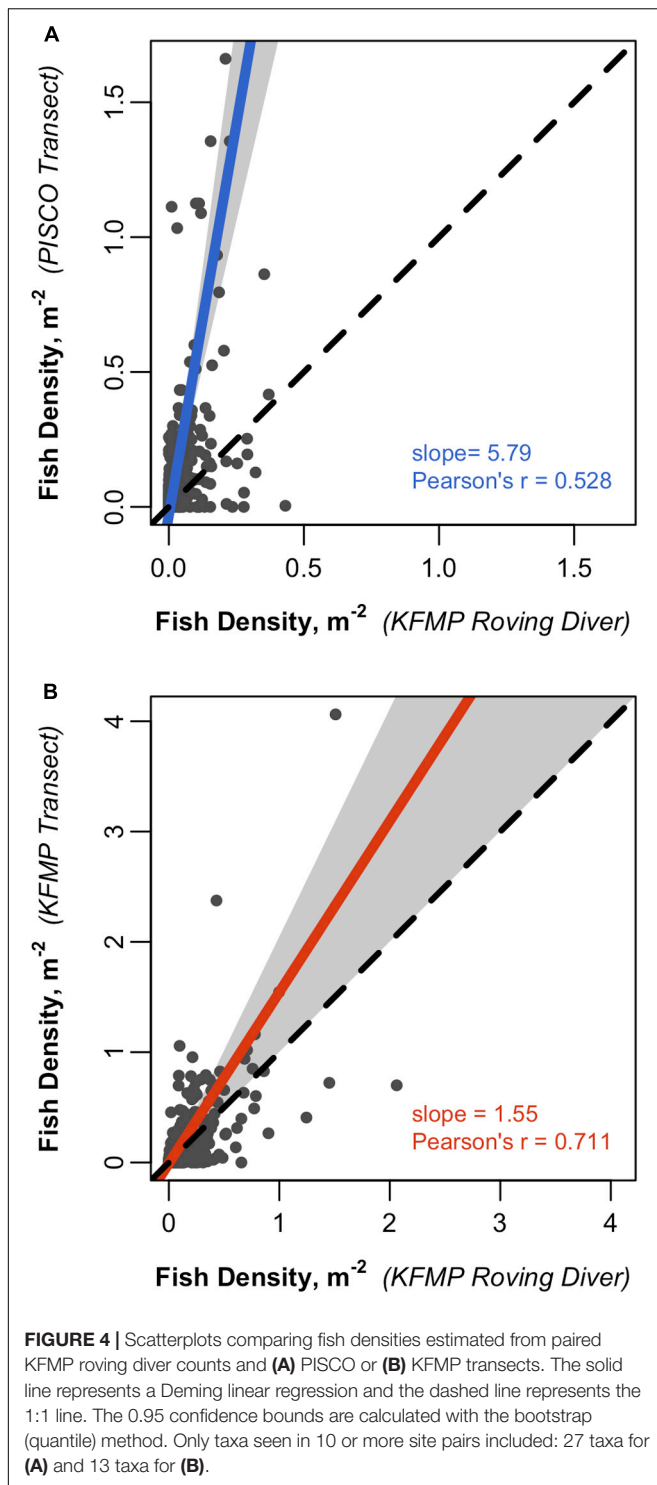 A
Fish Density, m⁻² (PISCO Transect)
1.5
1.0
0.5
0.0
slope= 5.79
Pearson's r = 0.528
0.0 0.5 1.0 1.5
Fish Density, m⁻² (KFMP Roving Diver)
B
Fish Density, m⁻² (KFMP Transect)
4
3
2
1
0
slope = 1.55
Pearson's r = 0.711
0 1 2 3 4
Fish Density, m⁻² (KFMP Roving Diver)
FIGURE 4 | Scatterplots comparing fish densities estimated from paired
KFMP roving diver counts and (A) PISCO or (B) KFMP transects. The solid
line represents a Deming linear regression and the dashed line represents the
1:1 line. The 0.95 confidence bounds are calculated with the bootstrap
(quantile) method. Only taxa seen in 10 or more site pairs included: 27 taxa for
(A) and 13 taxa for (B).